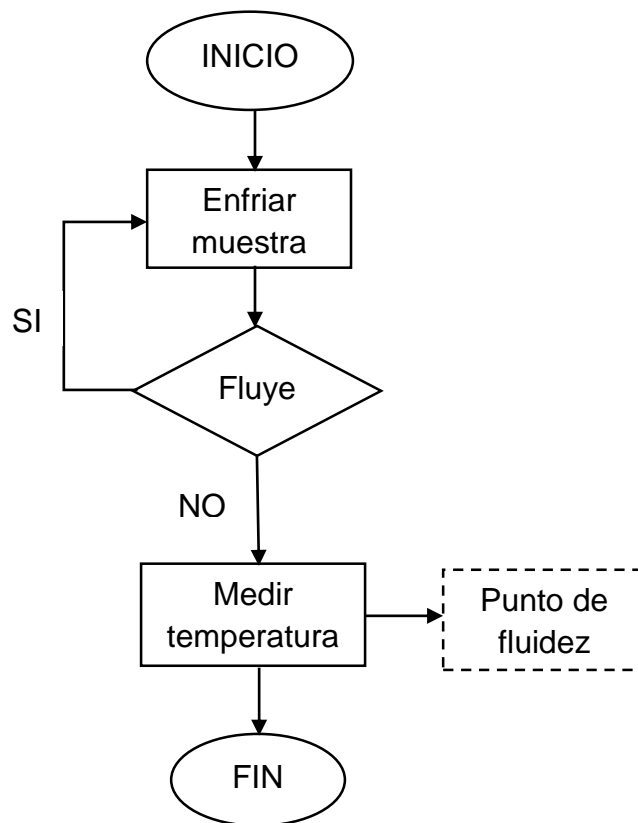 INICIO
Enfriar
muestra
SI
Fluye
NO
Medir
temperatura
Punto de
fluidez
FIN